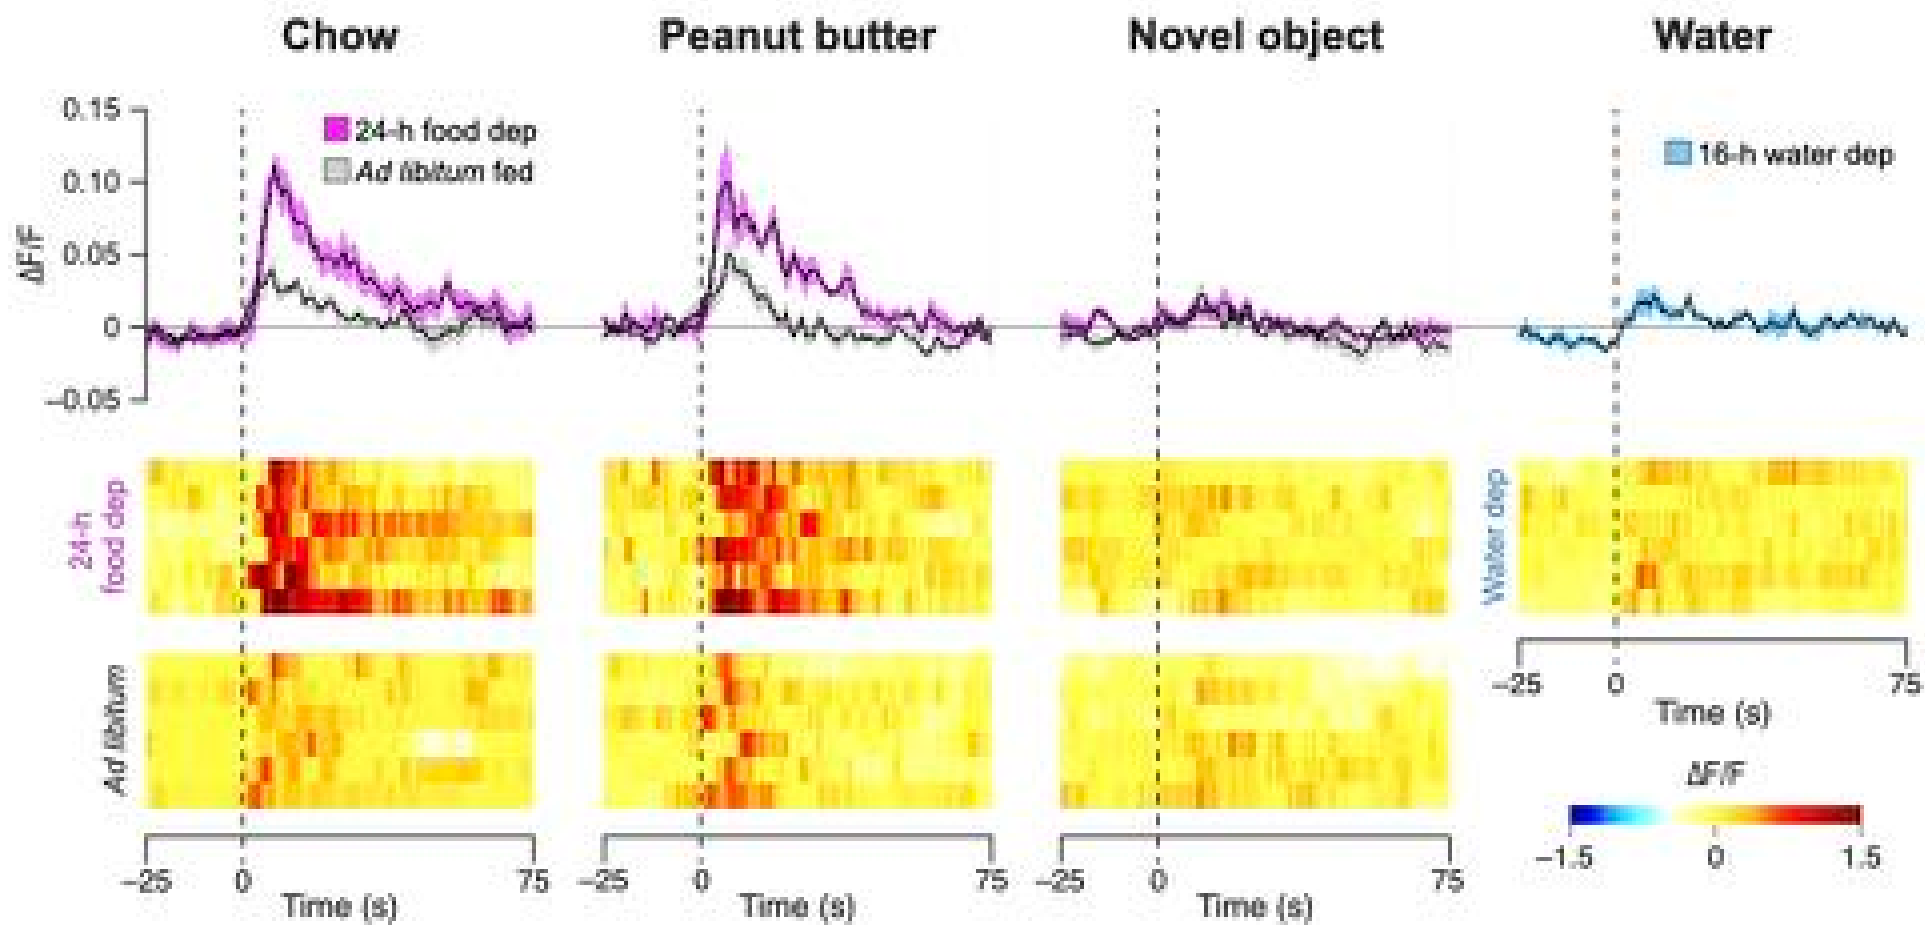 Chow
Peanut butter
Novel object
Water
0.15
0.10
0.05
0
–0.05
ΔF/F
24-h food dep
Ad libitum fed
16-h water dep
24-h
food dep
Ad libitum
Water dep
–25 0 75
Time (s)
–25 0 75
Time (s)
–25 0 75
Time (s)
–25 0 75
Time (s)
ΔF/F
–1.5 0 1.5